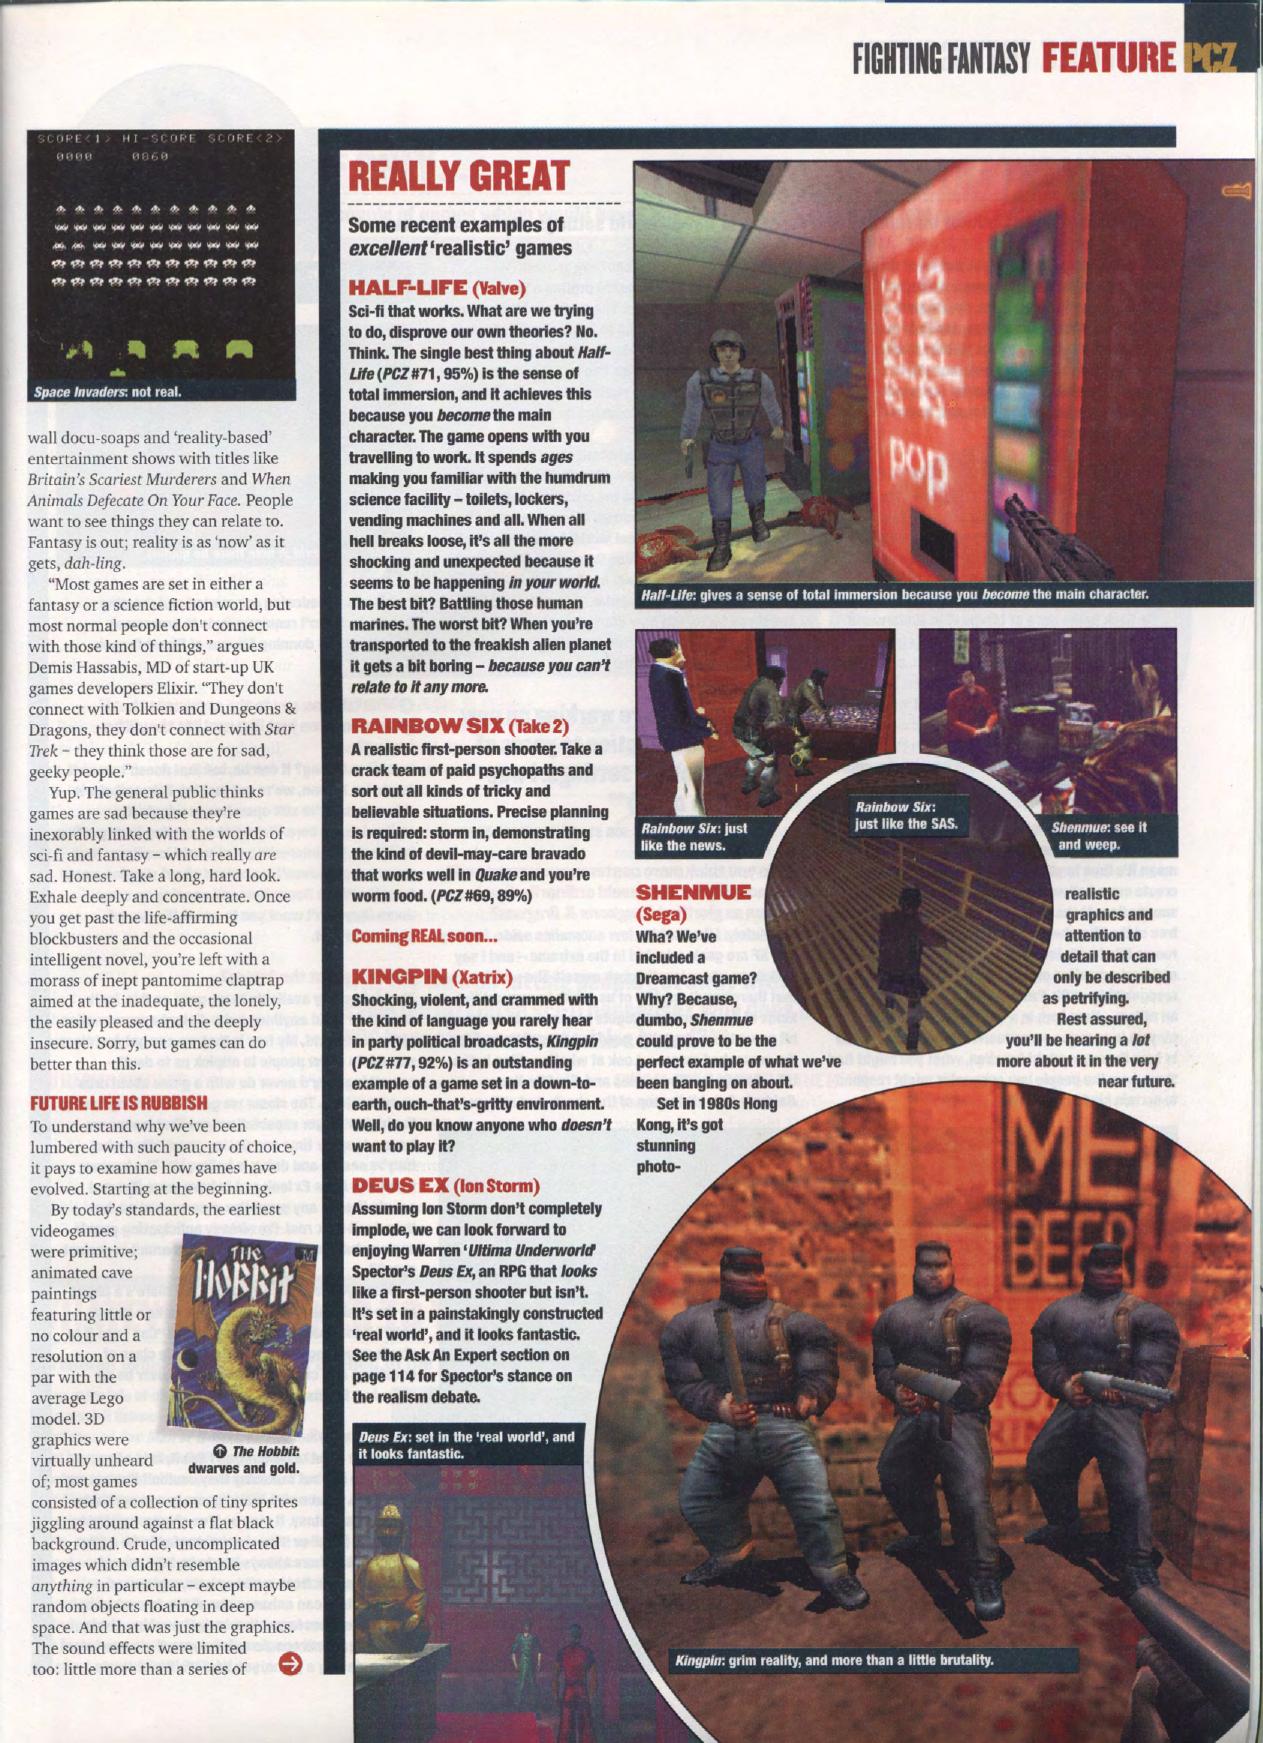 FIGHTING FANTASY FEATURE PCZ
SCORE<1> HI-SCORE SCORE<2>
0000 0860
Space Invaders: not real.
wall docu-soaps and ‘reality-based’
entertainment shows with titles like
Britain's Scariest Murderers and When
Animals Defecate On Your Face. People
want to see things they can relate to.
Fantasy is out; reality is as ‘now’ as it
gets, dah-ling.
“Most games are set in either a
fantasy or a science fiction world, but
most normal people don't connect
with those kind of things,” argues
Demis Hassabis, MD of start-up UK
games developers Elixir. “They don't
connect with Tolkien and Dungeons &
Dragons, they don't connect with Star
Trek – they think those are for sad,
geeky people.”
Yup. The general public thinks
games are sad because they're
inexorably linked with the worlds of
sci-fi and fantasy – which really are
sad. Honest. Take a long, hard look.
Exhale deeply and concentrate. Once
you get past the life-affirming
blockbusters and the occasional
intelligent novel, you're left with a
morass of inept pantomime claptrap
aimed at the inadequate, the lonely,
the easily pleased and the deeply
insecure. Sorry, but games can do
better than this.
FUTURE LIFE IS RUBBISH
To understand why we've been
lumbered with such paucity of choice,
it pays to examine how games have
evolved. Starting at the beginning.
By today's standards, the earliest
videogames
were primitive;
animated cave
paintings
featuring little or
no colour and a
resolution on a
par with the
average Lego
model. 3D
graphics were
virtually unheard
of; most games
consisted of a collection of tiny sprites
jiggling around against a flat black
background. Crude, uncomplicated
images which didn't resemble
anything in particular – except maybe
random objects floating in deep
space. And that was just the graphics.
The sound effects were limited
too: little more than a series of
THE
HOBBIT
The Hobbit:
dwarves and gold.
REALLY GREAT
Some recent examples of
excellent ‘realistic’ games
HALF-LIFE (Valve)
Sci-fi that works. What are we trying
to do, disprove our own theories? No.
Think. The single best thing about Half-
Life (PCZ #71, 95%) is the sense of
total immersion, and it achieves this
because you become the main
character. The game opens with you
travelling to work. It spends ages
making you familiar with the humdrum
science facility – toilets, lockers,
vending machines and all. When all
hell breaks loose, it's all the more
shocking and unexpected because it
seems to be happening in your world.
The best bit? Battling those human
marines. The worst bit? When you're
transported to the freakish alien planet
it gets a bit boring – because you can't
relate to it any more.
RAINBOW SIX (Take 2)
A realistic first-person shooter. Take a
crack team of paid psychopaths and
sort out all kinds of tricky and
believable situations. Precise planning
is required: storm in, demonstrating
the kind of devil-may-care bravado
that works well in Quake and you're
worm food. (PCZ #69, 89%)
Coming REAL soon...
KINGPIN (Xatrix)
Shocking, violent, and crammed with
the kind of language you rarely hear
in party political broadcasts, Kingpin
(PCZ #77, 92%) is an outstanding
example of a game set in a down-to-
earth, ouch-that's-gritty environment.
Well, do you know anyone who doesn't
want to play it?
DEUS EX (Ion Storm)
Assuming Ion Storm don't completely
implode, we can look forward to
enjoying Warren ‘Ultima Underworld’
Spector's Deus Ex, an RPG that looks
like a first-person shooter but isn't.
It's set in a painstakingly constructed
‘real world’, and it looks fantastic.
See the Ask An Expert section on
page 114 for Spector's stance on
the realism debate.
Deus Ex: set in the ‘real world’, and
it looks fantastic.
soda
soda
pop
Half-Life: gives a sense of total immersion because you become the main character.
Rainbow Six: just
like the news.
Rainbow Six:
just like the SAS.
Shenmue: see it
and weep.
SHENMUE
(Sega)
Wha? We've
included a
Dreamcast game?
Why? Because,
dumbo, Shenmue
could prove to be the
perfect example of what we've
been banging on about.
Set in 1980s Hong
Kong, it's got
stunning
photo-
realistic
graphics and
attention to
detail that can
only be described
as petrifying.
Rest assured,
you'll be hearing a lot
more about it in the very
near future.
BEER
Kingpin: grim reality, and more than a little brutality.